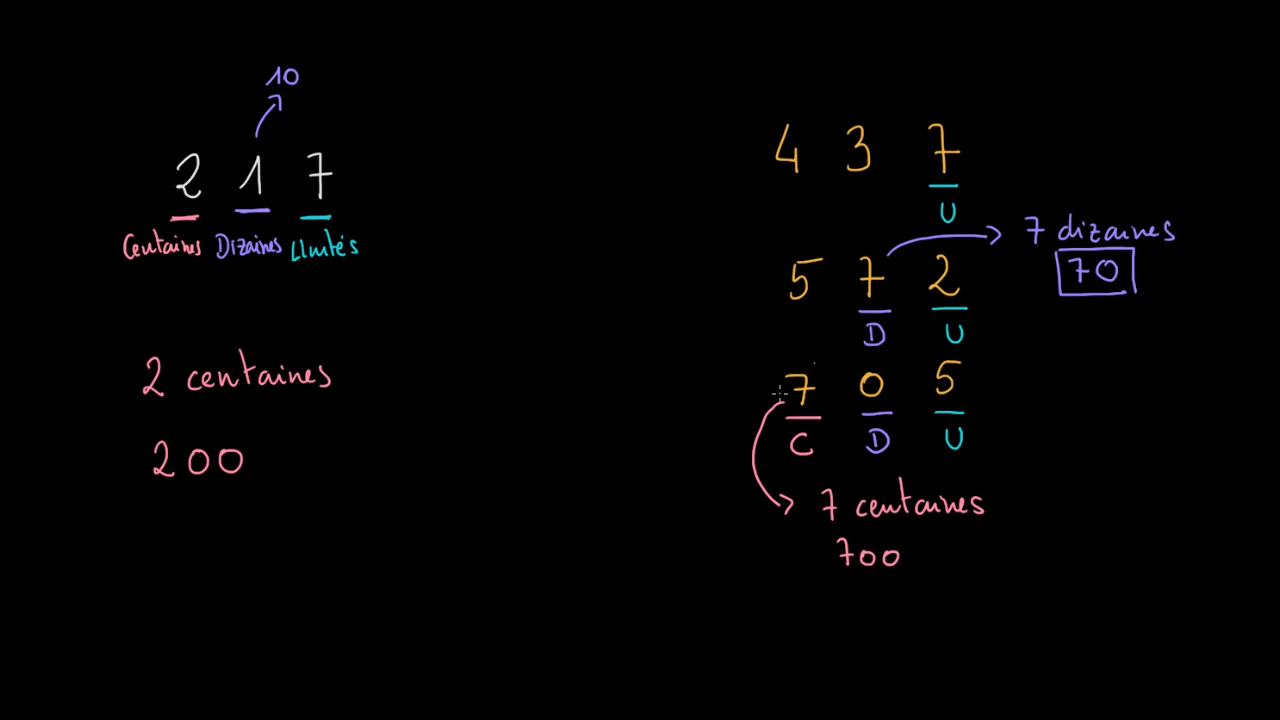 10
2 1 7
Centaines Dizaines Unités
2 centaines
200
4 3 7
U
7 dizaines
70
5 7 2
D U
7 0 5
C D U
7 centaines
700